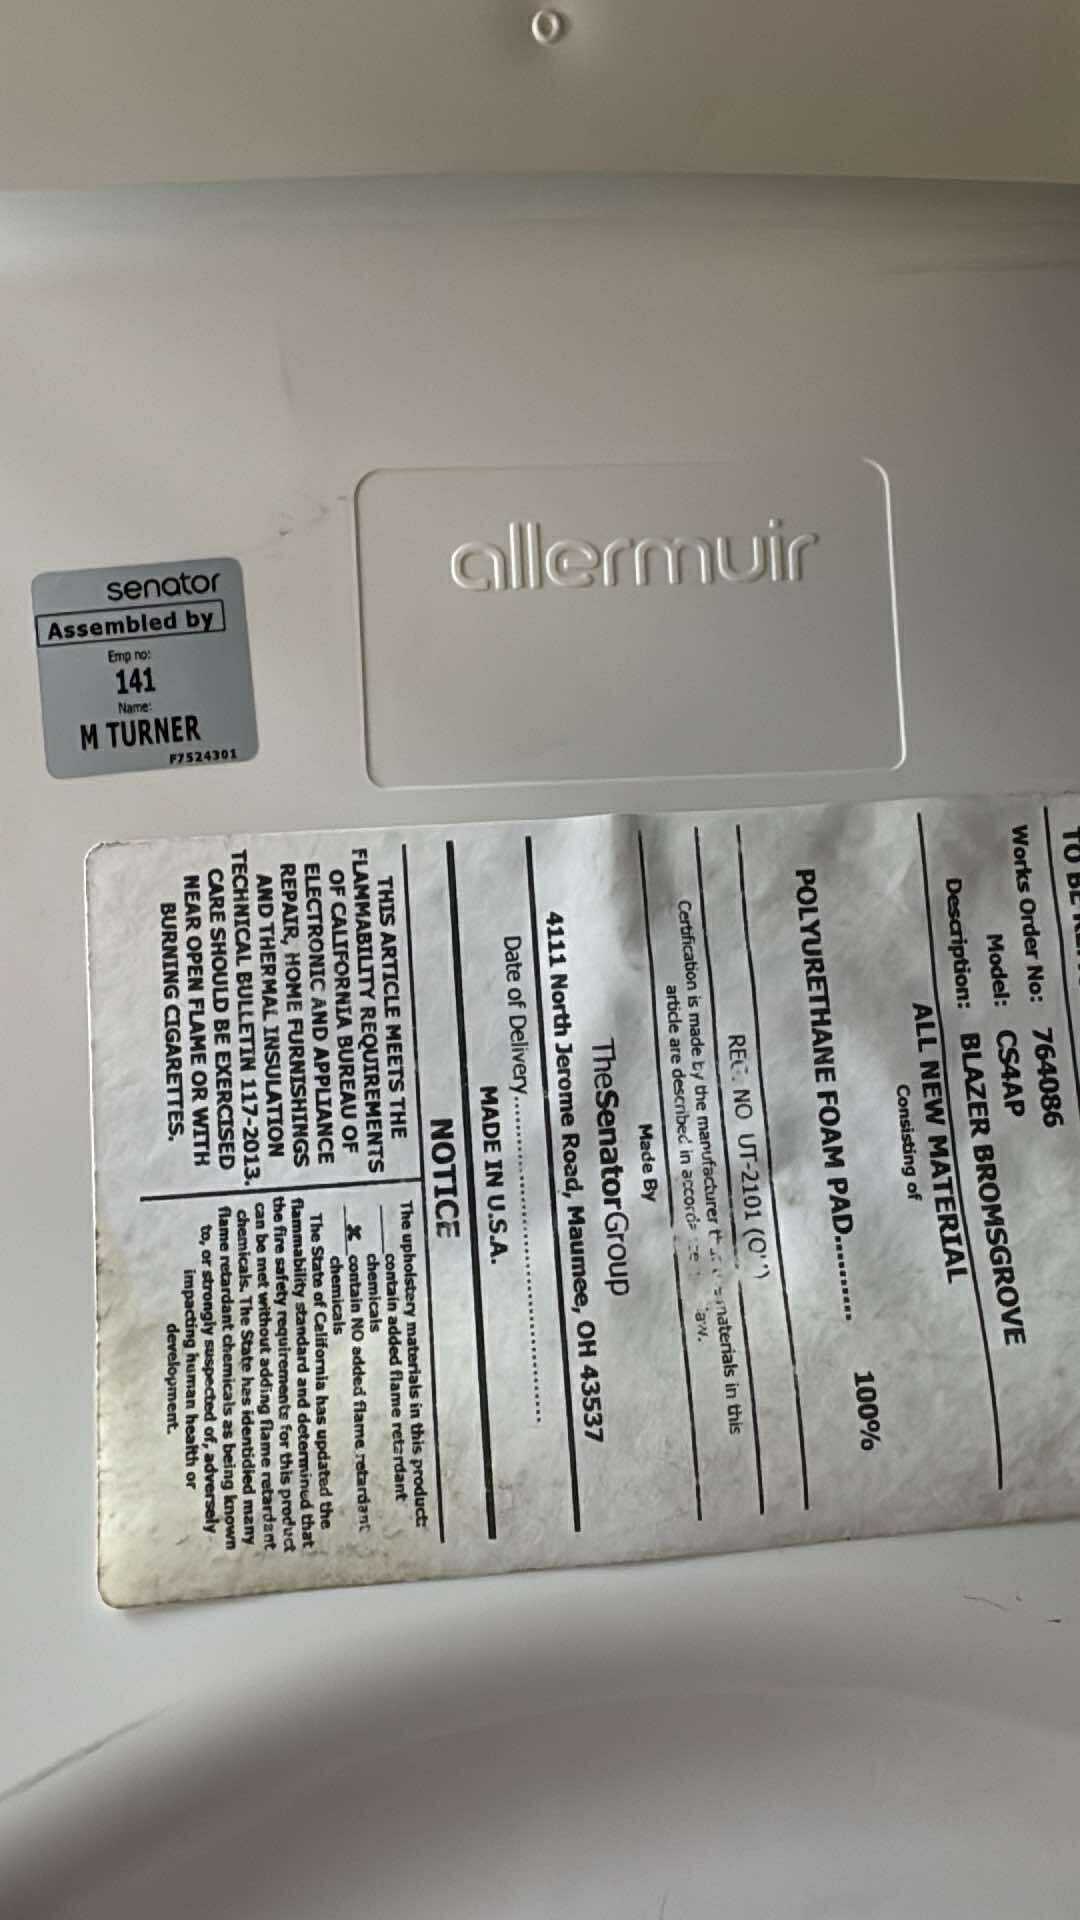 allermuir
senator
Assembled by
Emp no:
141
Name:
M TURNER
F7524301
Works Order No: 764086
Model: CS4AP
Description: BLAZER BROMSGROVE
ALL NEW MATERIAL
Consisting of
POLYURETHANE FOAM PAD.......... 100%
REG. NO UT-2101
Certification is made by the manufacturer materials in this
article are described in law.
Made By
TheSenatorGroup
4111 North Jerome Road, Maumee, OH 43537
Date of Delivery..........................................
MADE IN U.S.A.
NOTICE
THIS ARTICLE MEETS THE
FLAMMABILITY REQUIREMENTS
OF CALIFORNIA BUREAU OF
ELECTRONIC AND APPLIANCE
REPAIR, HOME FURNISHINGS
AND THERMAL INSULATION
TECHNICAL BULLETIN 117-2013.
CARE SHOULD BE EXERCISED
NEAR OPEN FLAME OR WITH
BURNING CIGARETTES.
The upholstery materials in this product:
____contain added flame retardant
chemicals
__x_contain NO added flame retardant
chemicals
The State of California has updated the
flammability standard and determined that
the fire safety requirements for this product
can be met without adding flame retardant
chemicals. The State has identidied many
flame retardant chemicals as being known
to, or strongly suspected of, adversely
impacting human health or
development.